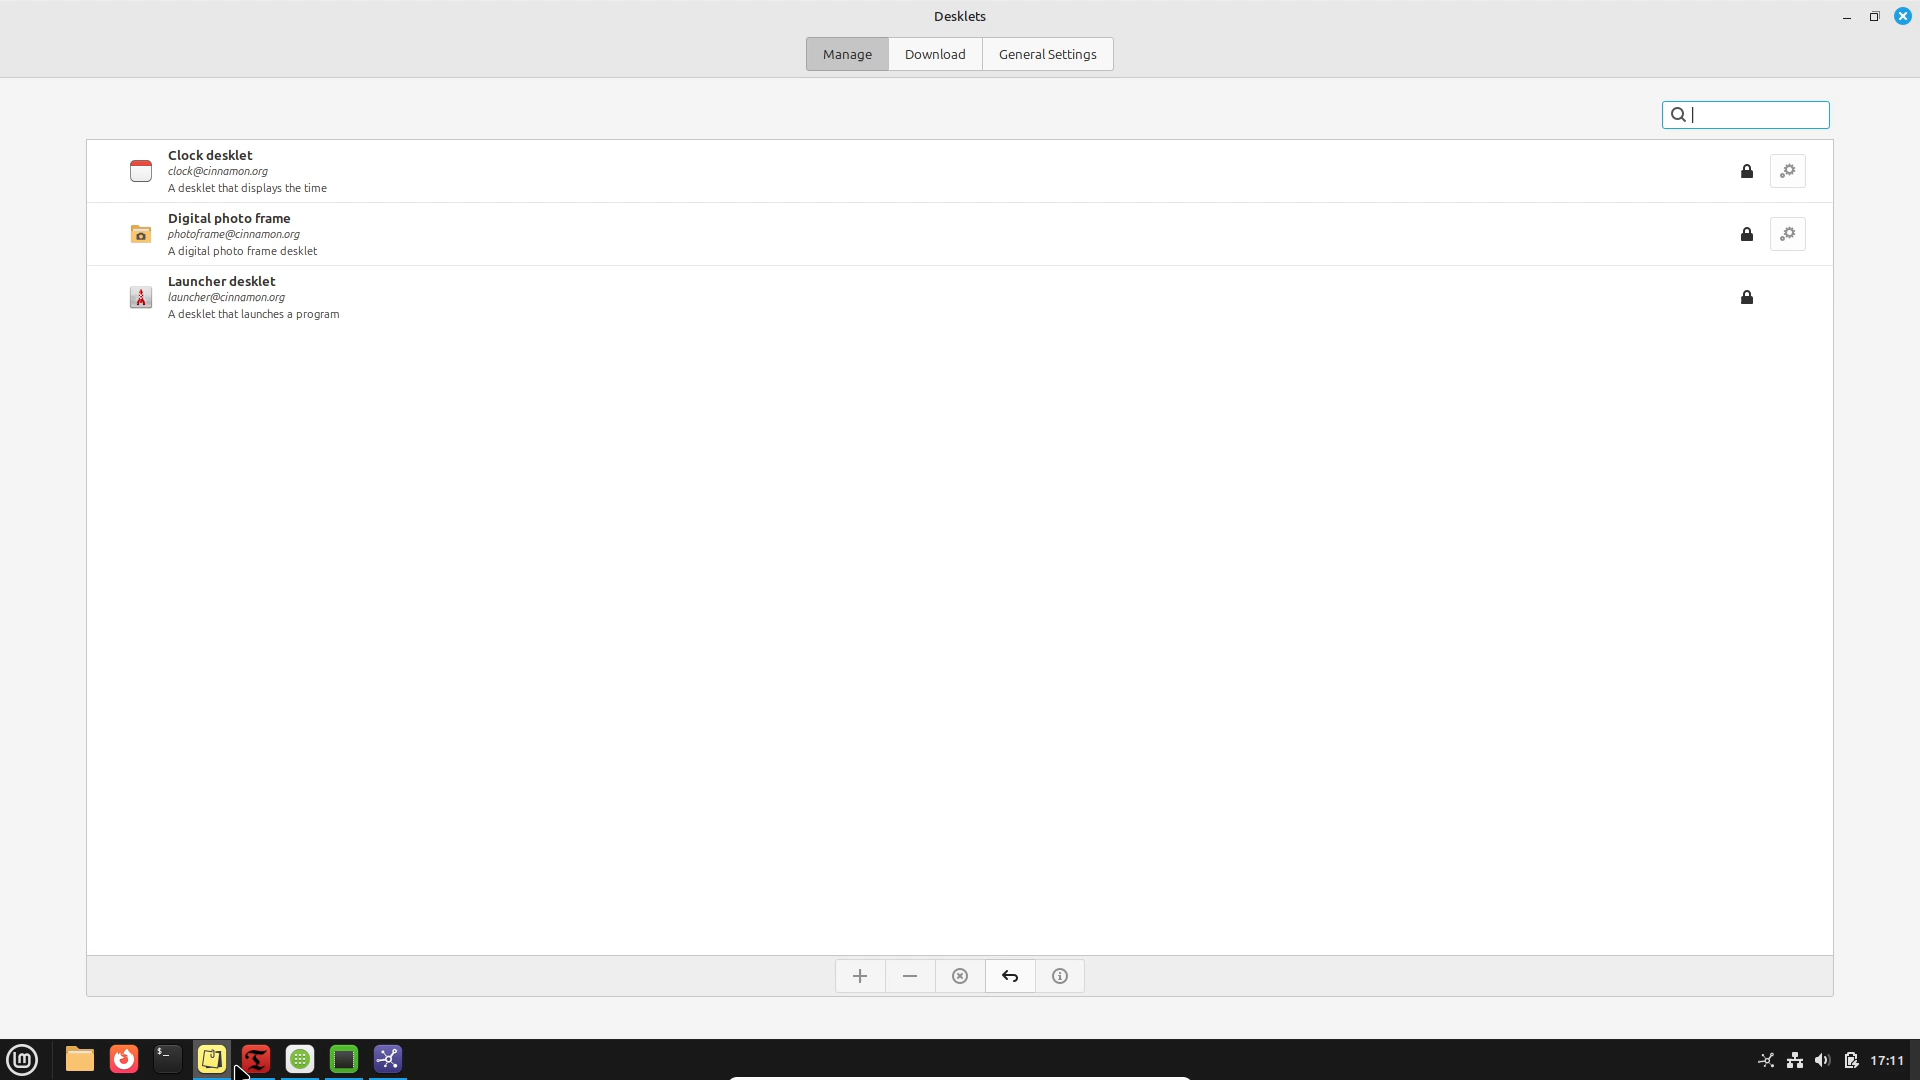 Desklets
Manage
Download
General Settings
Clock desklet
clock@cinnamon.org
A desklet that displays the time
Digital photo frame
photoframe@cinnamon.org
A digital photo frame desklet
Launcher desklet
launcher@cinnamon.org
A desklet that launches a program
17:11